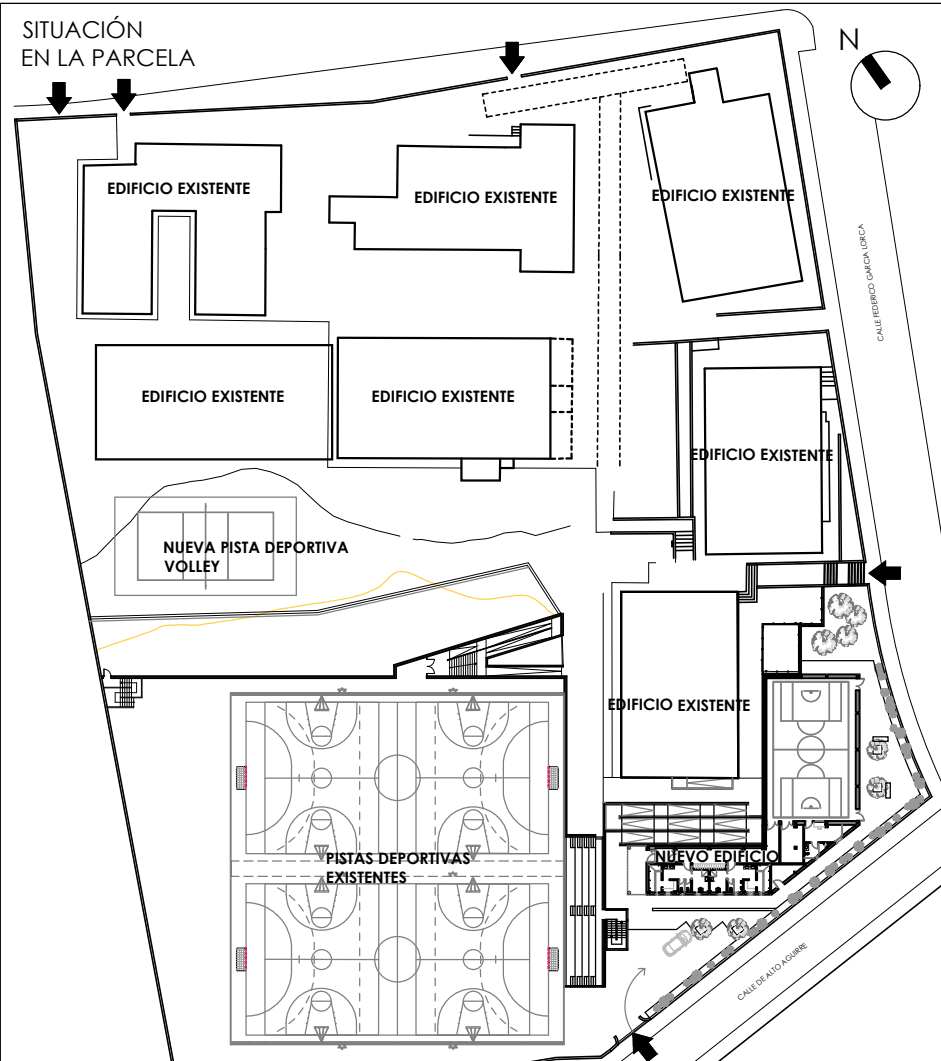 SITUACIÓN
EN LA PARCELA
N
EDIFICIO EXISTENTE
EDIFICIO EXISTENTE
EDIFICIO EXISTENTE
CALLE FEDERICO GARCIA LORCA
EDIFICIO EXISTENTE
EDIFICIO EXISTENTE
EDIFICIO EXISTENTE
NUEVA PISTA DEPORTIVA
VOLLEY
EDIFICIO EXISTENTE
PISTAS DEPORTIVAS
EXISTENTES
NUEVO EDIFICIO
CALLE DE ALTO AGUIRRE